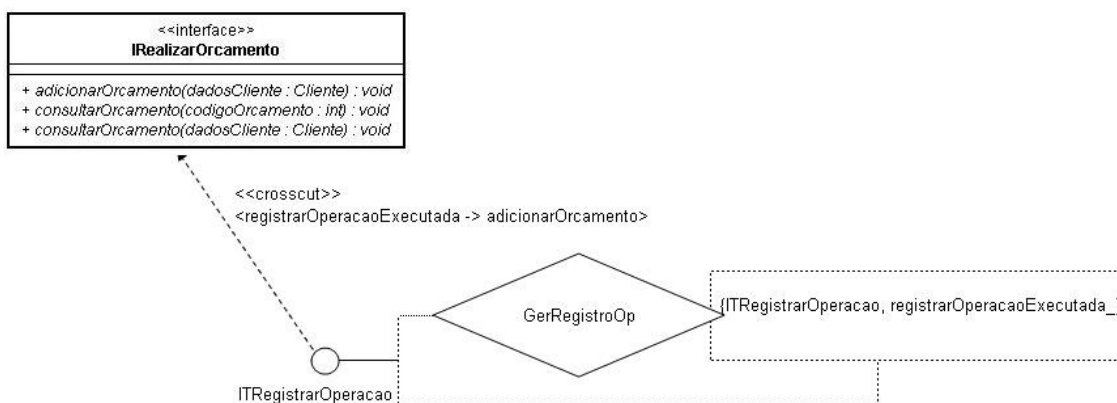 <<interface>>
IRealizarOrcamento
+ adicionarOrcamento(dadosCliente : Cliente) : void
+ consultarOrcamento(codigoOrcamento : int) : void
+ consultarOrcamento(dadosCliente : Cliente) : void
<<crosscut>>
<registrarOperacaoExecutada -> adicionarOrcamento>
GerRegistroOp
{ITRegistrarOperacao, registrarOperacaoExecutada_}
ITRegistrarOperacao